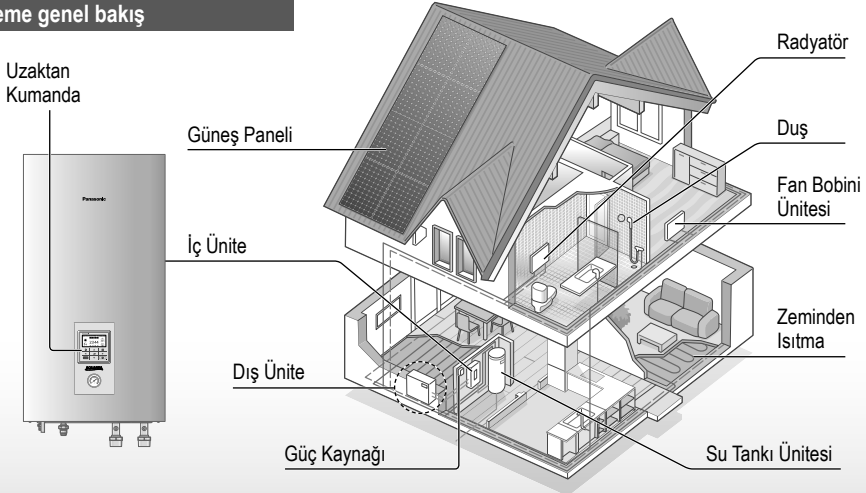 eme genel bakış
Uzaktan
Kumanda
Panasonic
Güneş Paneli
İç Ünite
Dış Ünite
Güç Kaynağı
Radyatör
Duş
Fan Bobini
Ünitesi
Zeminden
Isıtma
Su Tankı Ünitesi